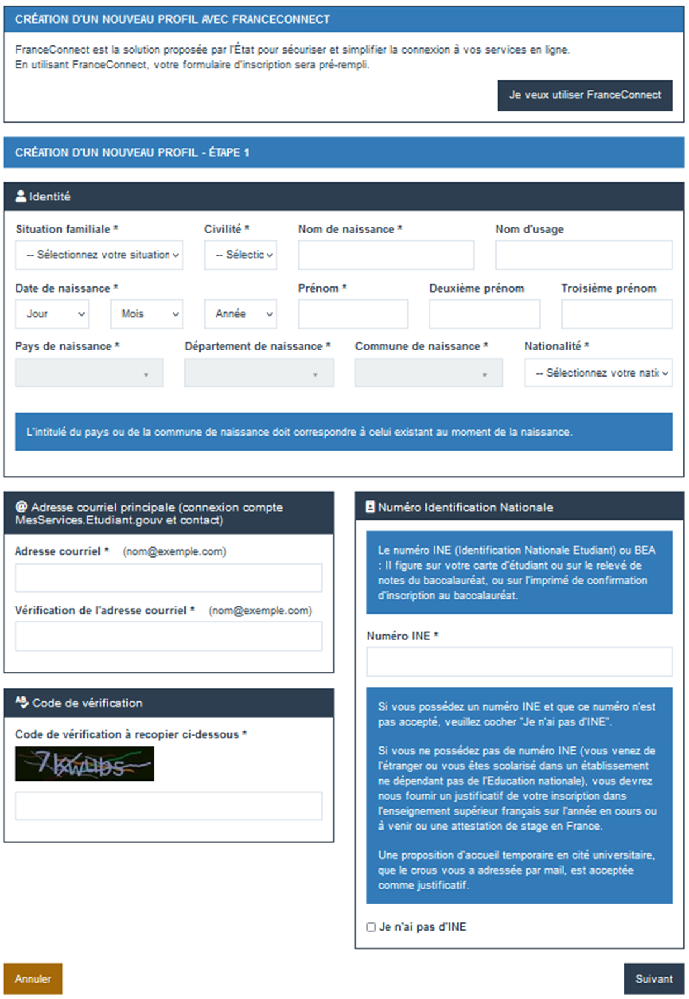 CRÉATION D'UN NOUVEAU PROFIL AVEC FRANCECONNECT
FranceConnect est la solution proposée par l'État pour sécuriser et simplifier la connexion à vos services en ligne.
En utilisant FranceConnect, votre formulaire d'inscription sera pré-rempli.
Je veux utiliser FranceConnect
CRÉATION D'UN NOUVEAU PROFIL - ÉTAPE 1
Identité
Situation familiale * Civilité * Nom de naissance * Nom d'usage
-- Sélectionnez votre situation -- Sélectic
Date de naissance * Prénom * Deuxième prénom Troisième prénom
Jour Mois Année
Pays de naissance * Département de naissance * Commune de naissance * Nationalité *
-- Sélectionnez votre natic
L'intitulé du pays ou de la commune de naissance doit correspondre à celui existant au moment de la naissance.
@ Adresse courriel principale (connexion compte
MesServices.Etudiant.gouv et contact)
Adresse courriel * (nom@exemple.com)
Vérification de l'adresse courriel * (nom@exemple.com)
Code de vérification
Code de vérification à recopier ci-dessous *
Numéro Identification Nationale
Le numéro INE (Identification Nationale Etudiant) ou BEA
: Il figure sur votre carte d'étudiant ou sur le relevé de
notes du baccalauréat, ou sur l'imprimé de confirmation
d'inscription au baccalauréat.
Numéro INE *
Si vous possédez un numéro INE et que ce numéro n'est
pas accepté, veuillez cocher "Je n'ai pas d'INE".
Si vous ne possédez pas de numéro INE (vous venez de
l'étranger ou vous êtes scolarisé dans un établissement
ne dépendant pas de l'Education nationale), vous devrez
nous fournir un justificatif de votre inscription dans
l'enseignement supérieur français sur l'année en cours ou
à venir ou une attestation de stage en France.
Une proposition d'accueil temporaire en cité universitaire,
que le crous vous a adressée par mail, est acceptée
comme justificatif.
Je n'ai pas d'INE
Annuler
Suivant